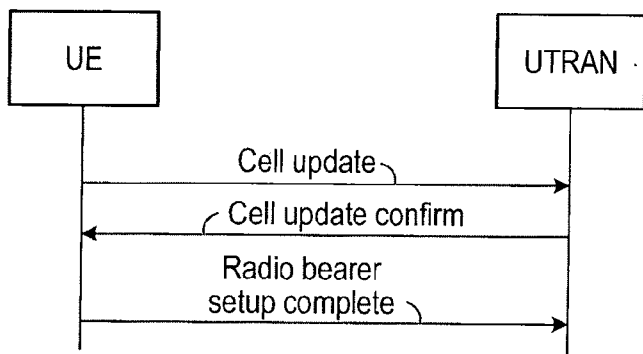 UE
UTRAN
Cell update
Cell update confirm
Radio bearer
setup complete